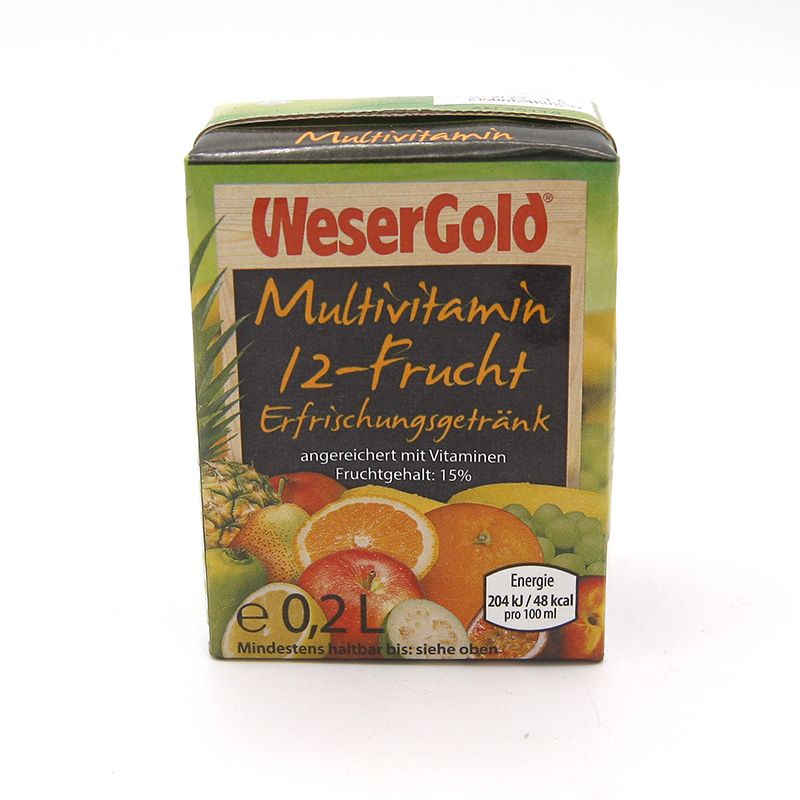 Multivitamin
WeserGold®
Multivitamin
12-Frucht
Erfrischungsgetränk
angereichert mit Vitaminen
Fruchtgehalt: 15%
Energie
204 kJ / 48 kcal
pro 100 ml
e 0,2 L
Mindestens haltbar bis: siehe oben